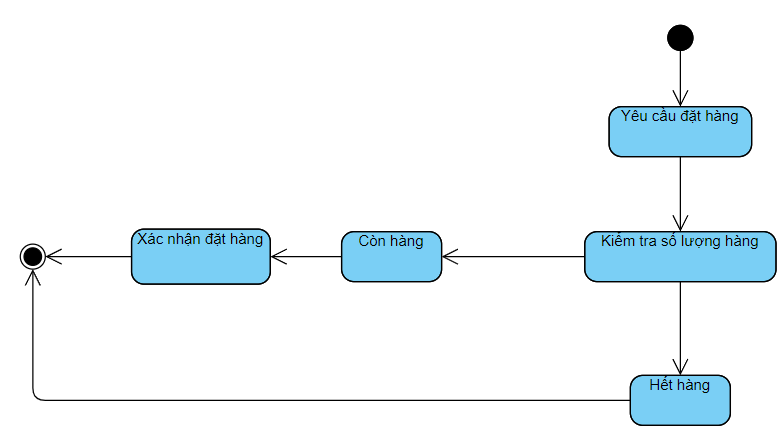 Yêu cầu đặt hàng
Xác nhận đặt hàng
Còn hàng
Kiểm tra số lượng hàng
Hết hàng